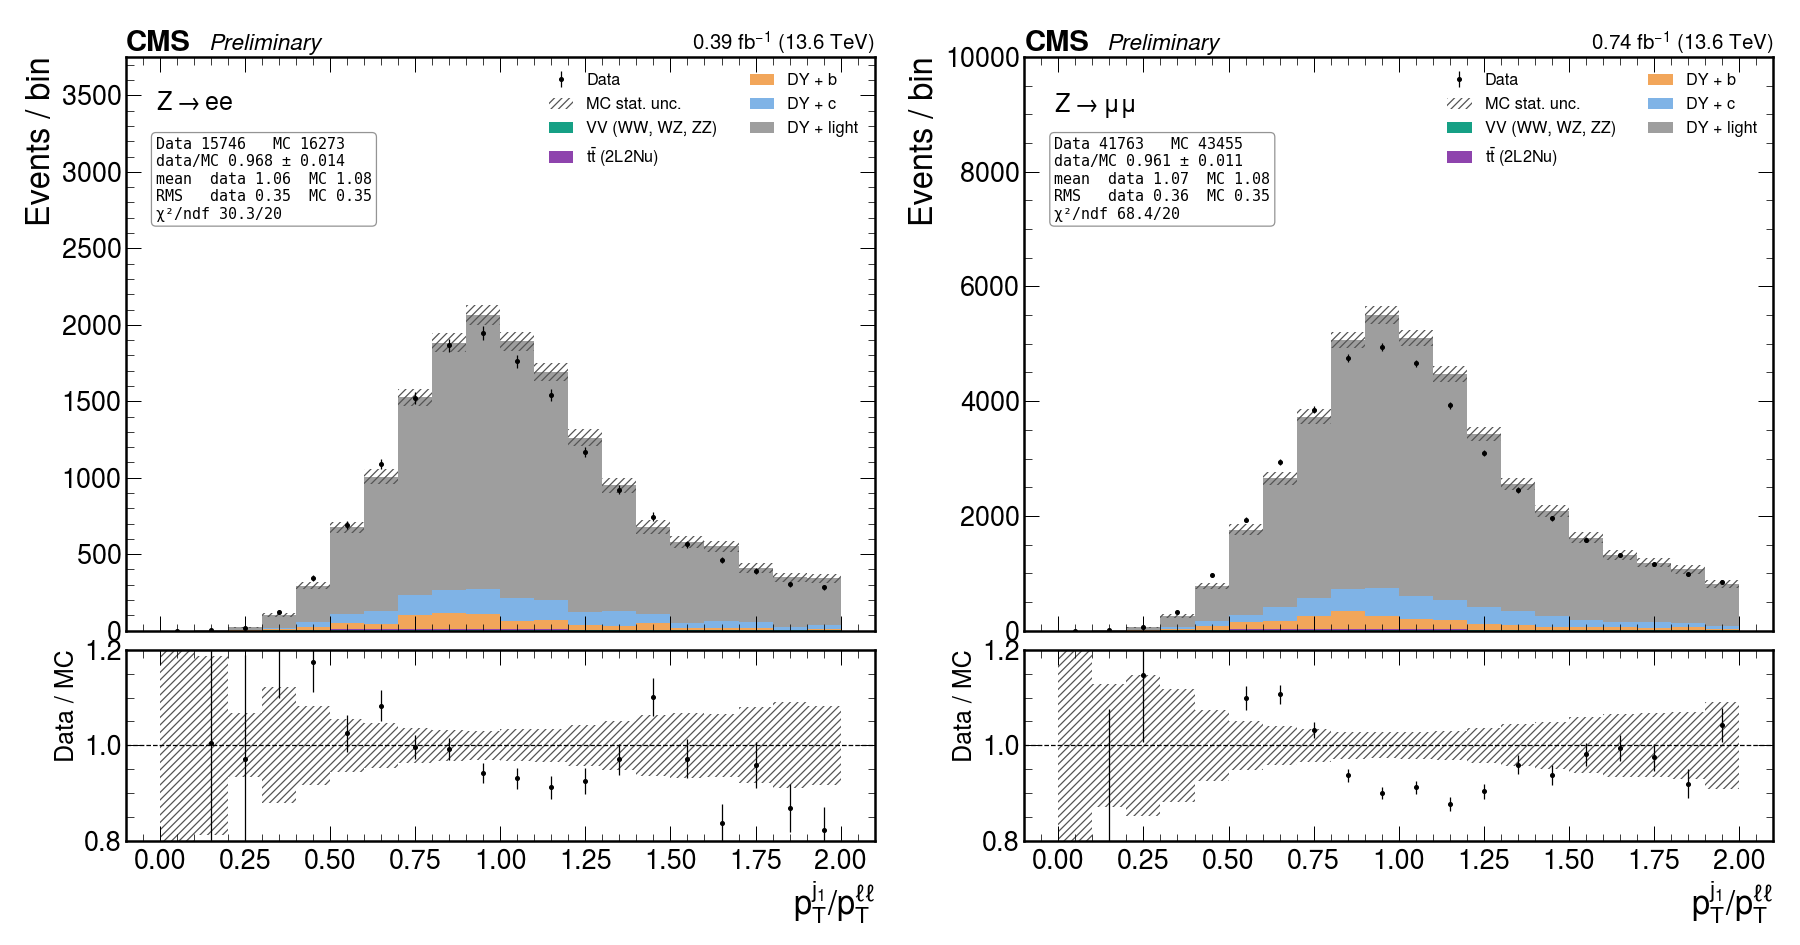 CMS Preliminary 0.39 fb⁻¹ (13.6 TeV)
Events / bin
3500
3000
2500
2000
1500
1000
500
0
Z → ee
Data 15746   MC 16273
data/MC 0.968 ± 0.014
mean  data 1.06  MC 1.08
RMS   data 0.35  MC 0.35
χ²/ndf 30.3/20
Data
MC stat. unc.
VV (WW, WZ, ZZ)
tt̄ (2L2Nu)
DY + b
DY + c
DY + light
Data / MC
1.2
1.0
0.8
0.00 0.25 0.50 0.75 1.00 1.25 1.50 1.75 2.00
p_T^{j₁}/p_T^{ℓℓ}
CMS Preliminary 0.74 fb⁻¹ (13.6 TeV)
Events / bin
10000
8000
6000
4000
2000
0
Z → μμ
Data 41763   MC 43455
data/MC 0.961 ± 0.011
mean  data 1.07  MC 1.08
RMS   data 0.36  MC 0.35
χ²/ndf 68.4/20
Data
MC stat. unc.
VV (WW, WZ, ZZ)
tt̄ (2L2Nu)
DY + b
DY + c
DY + light
Data / MC
1.2
1.0
0.8
0.00 0.25 0.50 0.75 1.00 1.25 1.50 1.75 2.00
p_T^{j₁}/p_T^{ℓℓ}